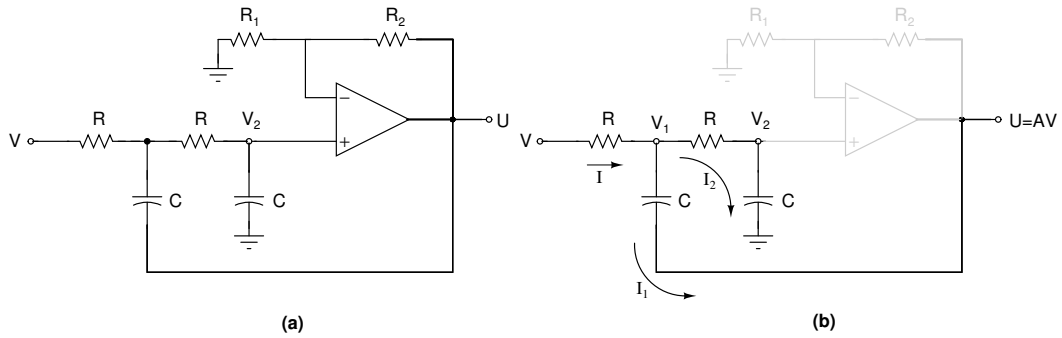 R1 R2
− +
V R R V2 U
C C
(a)
R1 R2
− +
V R V1 R V2 U=AV
I I2
C C
I1
(b)